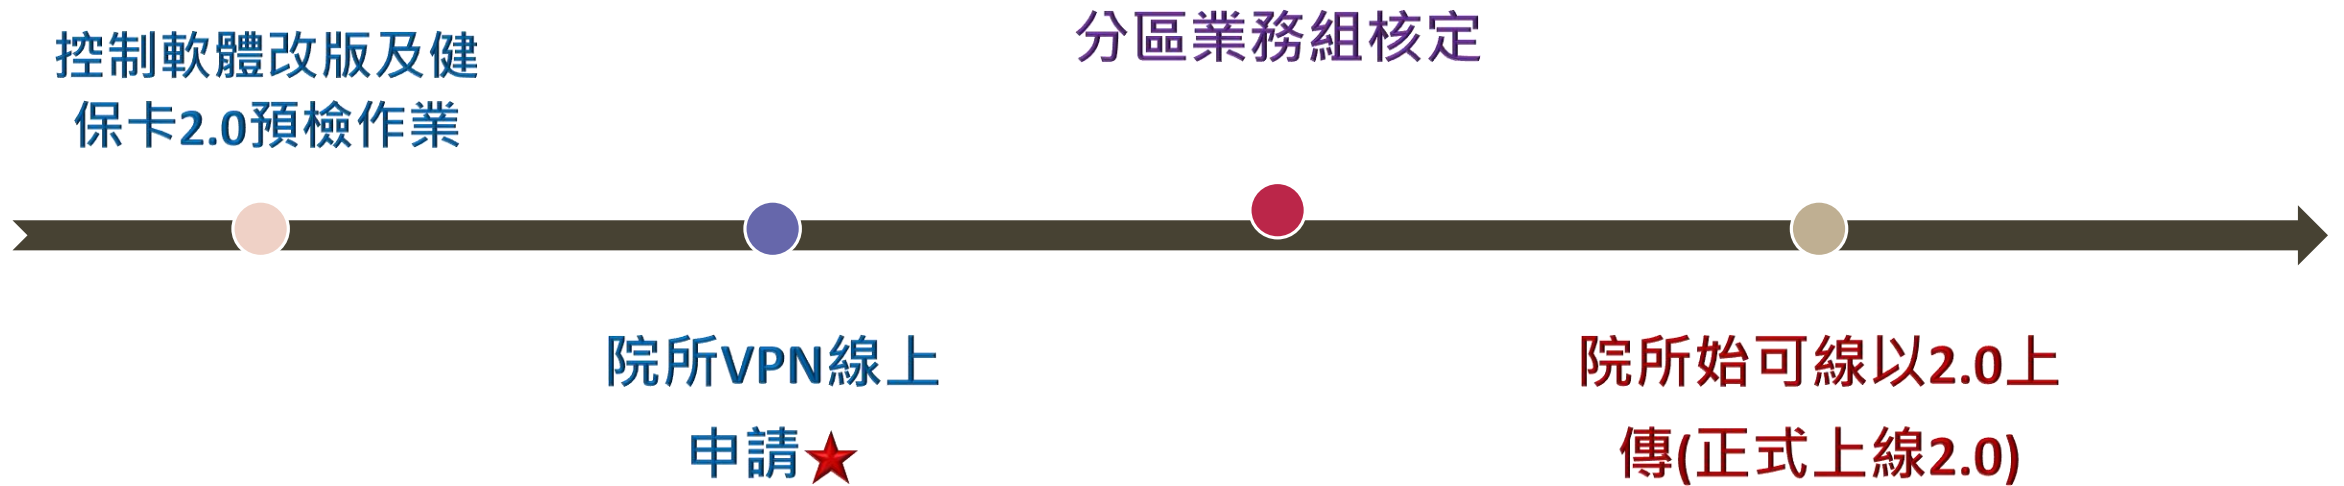 控制軟體改版及健
保卡2.0預檢作業
院所VPN線上
申請
分區業務組核定
院所始可線以2.0上
傳(正式上線2.0)